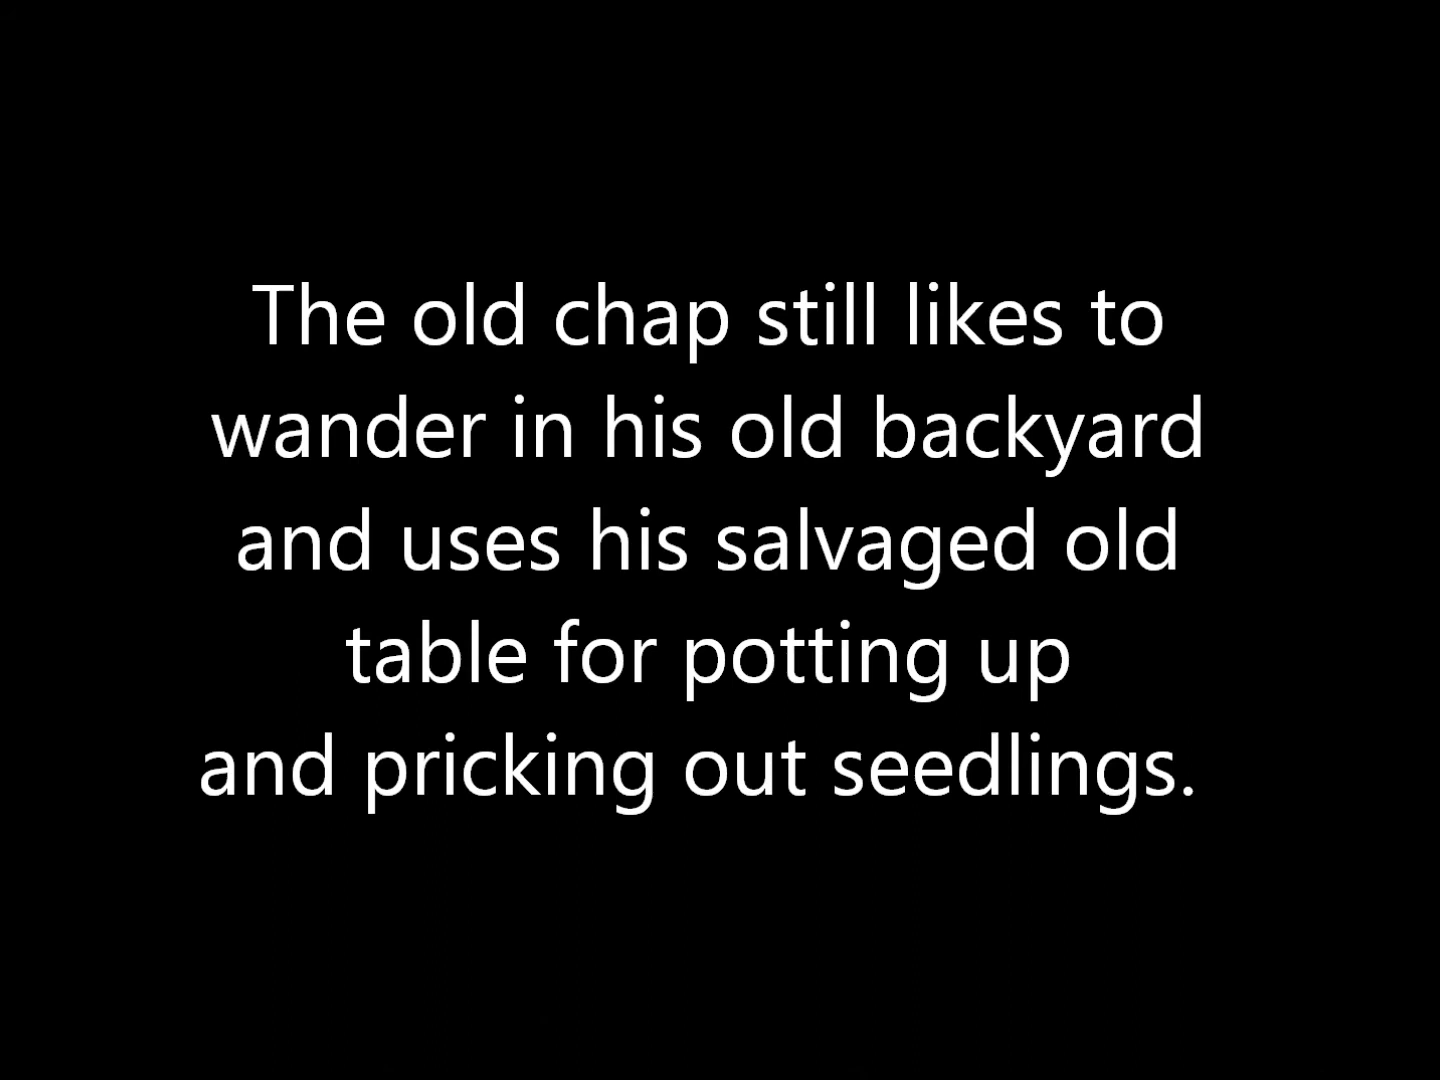 The old chap still likes to
wander in his old backyard
and uses his salvaged old
table for potting up
and pricking out seedlings.